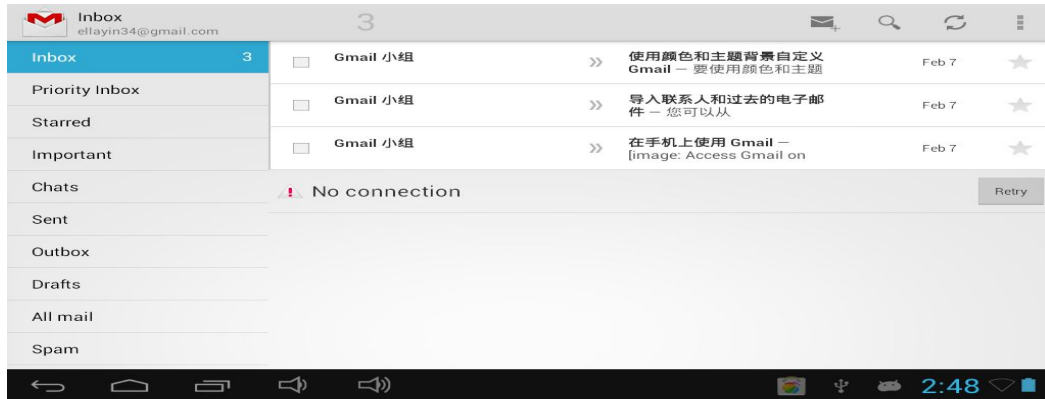 Inbox
ellayin34@gmail.com
3
Inbox 3
Priority Inbox
Starred
Important
Chats
Sent
Outbox
Drafts
All mail
Spam
Gmail 小组
使用颜色和主题背景自定义
Gmail – 要使用颜色和主题
Feb 7
Gmail 小组
导入联系人和过去的电子邮
件 – 您可以从
Feb 7
Gmail 小组
在手机上使用 Gmail –
[image: Access Gmail on
Feb 7
No connection
Retry
2:48